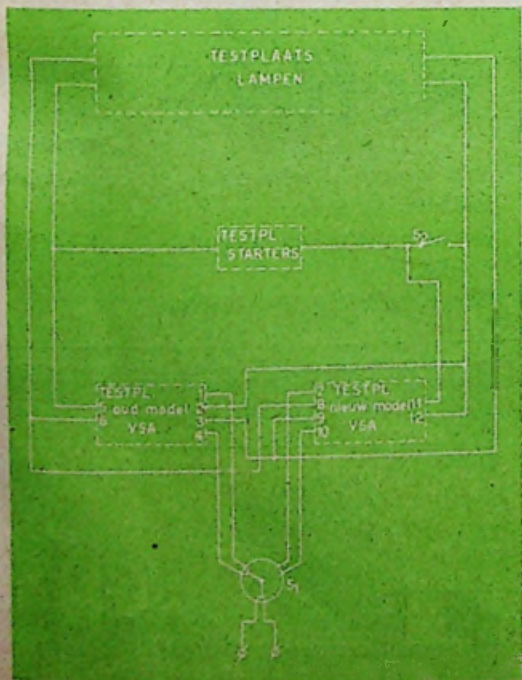 TESTPLAATS
LAMPEN
TESTPL
STARTERS
S2
TESTPL
oud model
VSA
1
2
3
4
5
6
TESTPL
nieuw model
VSA
7
8
9
10
11
12
S1